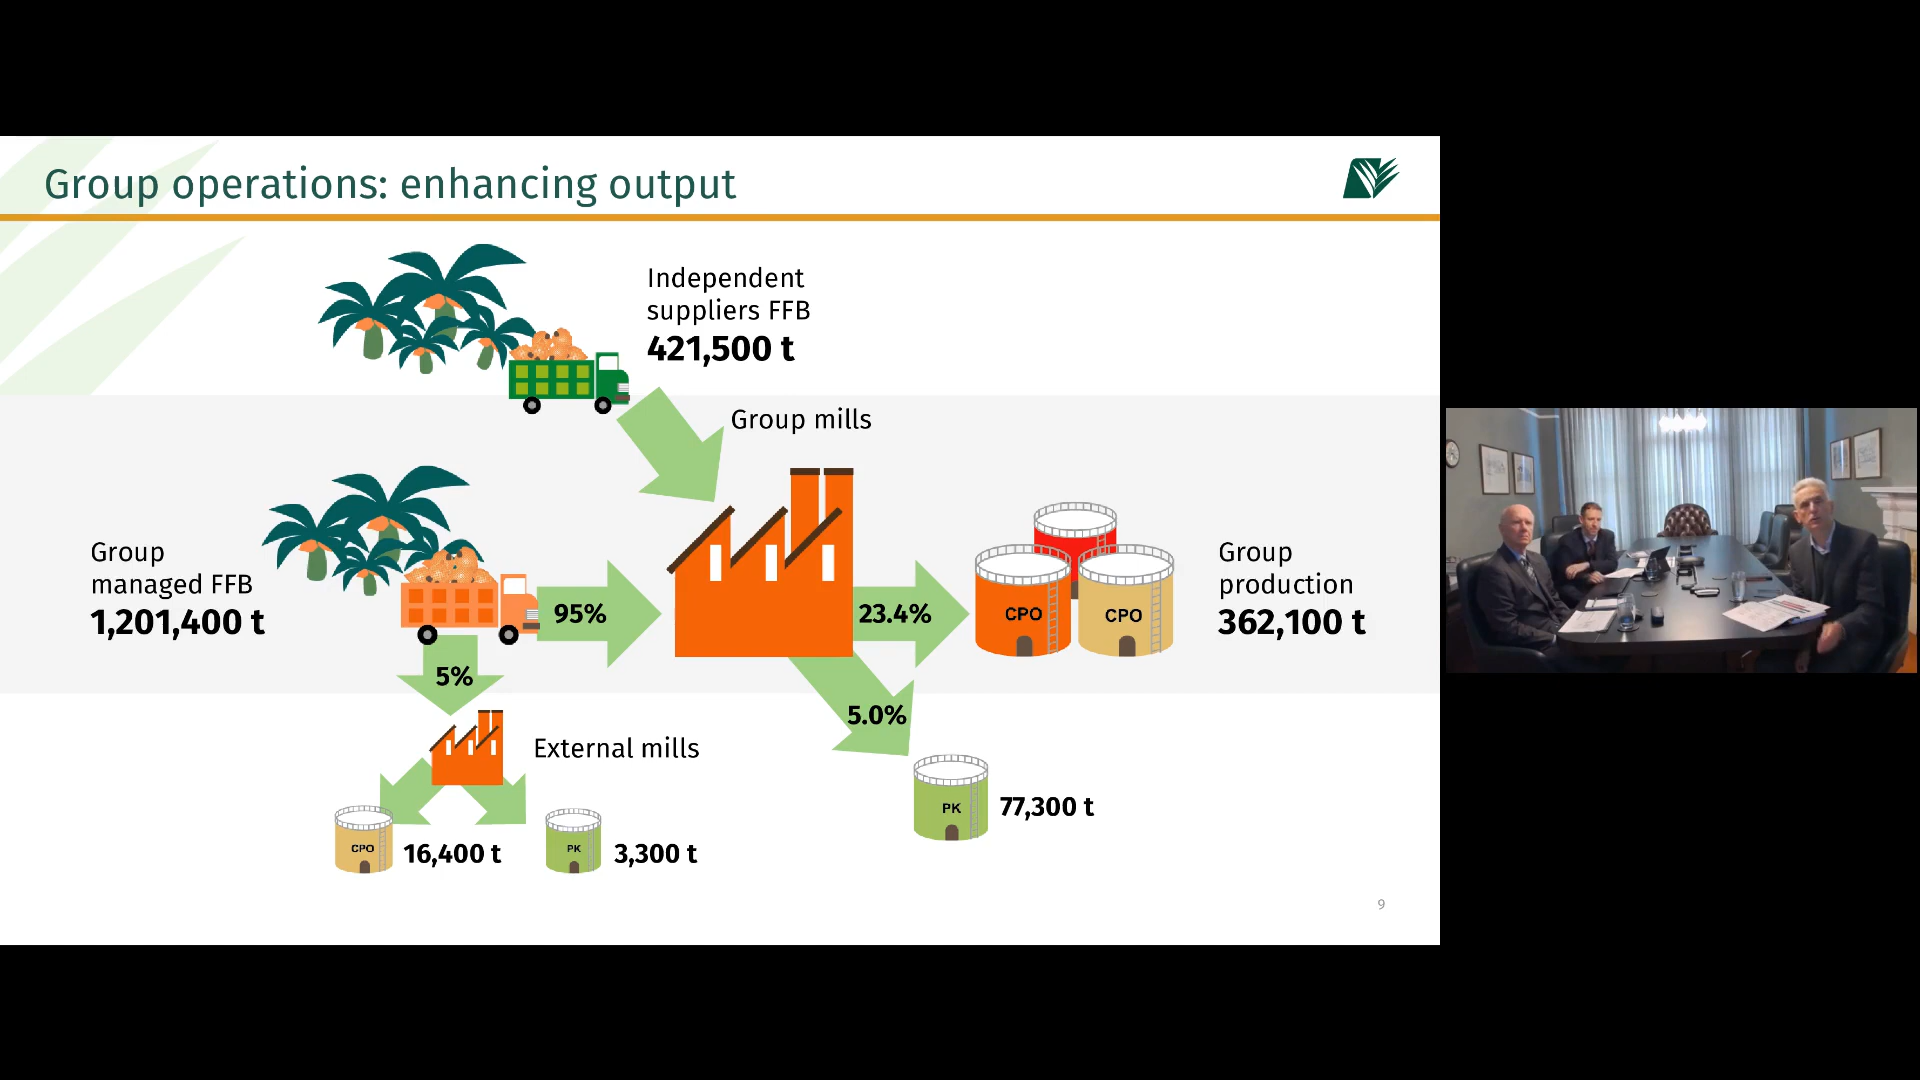 Group operations: enhancing output
Independent
suppliers FFB
421,500 t
Group mills
Group
managed FFB
1,201,400 t
95%
23.4%
CPO
CPO
Group
production
362,100 t
5%
5.0%
External mills
PK
77,300 t
CPO
16,400 t
PK
3,300 t
9